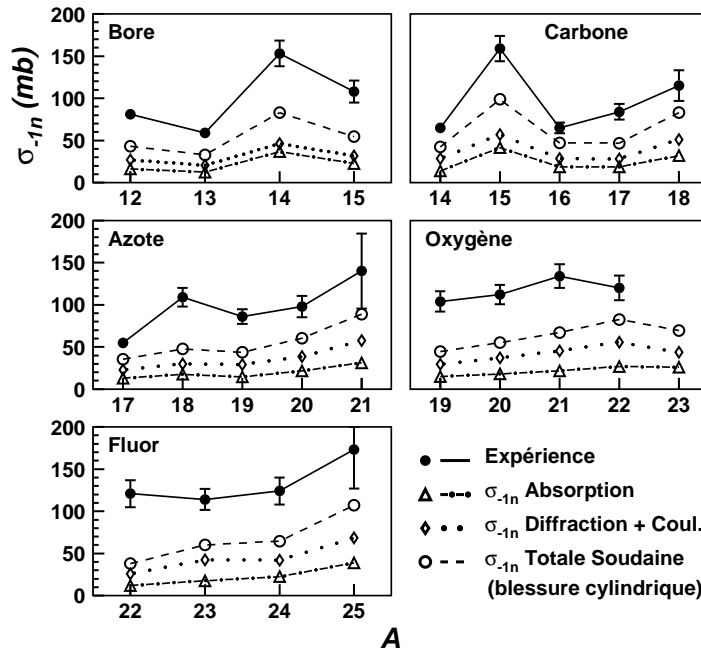 Bore
Carbone
σ-1n (mb)
200
150
100
50
0
12 13 14 15
14 15 16 17 18
Azote
Oxygène
200
150
100
50
0
17 18 19 20 21
19 20 21 22 23
Fluor
200
150
100
50
0
22 23 24 25
Expérience
σ-1n Absorption
σ-1n Diffraction + Coul.
σ-1n Totale Soudaine
(blessure cylindrique)
A